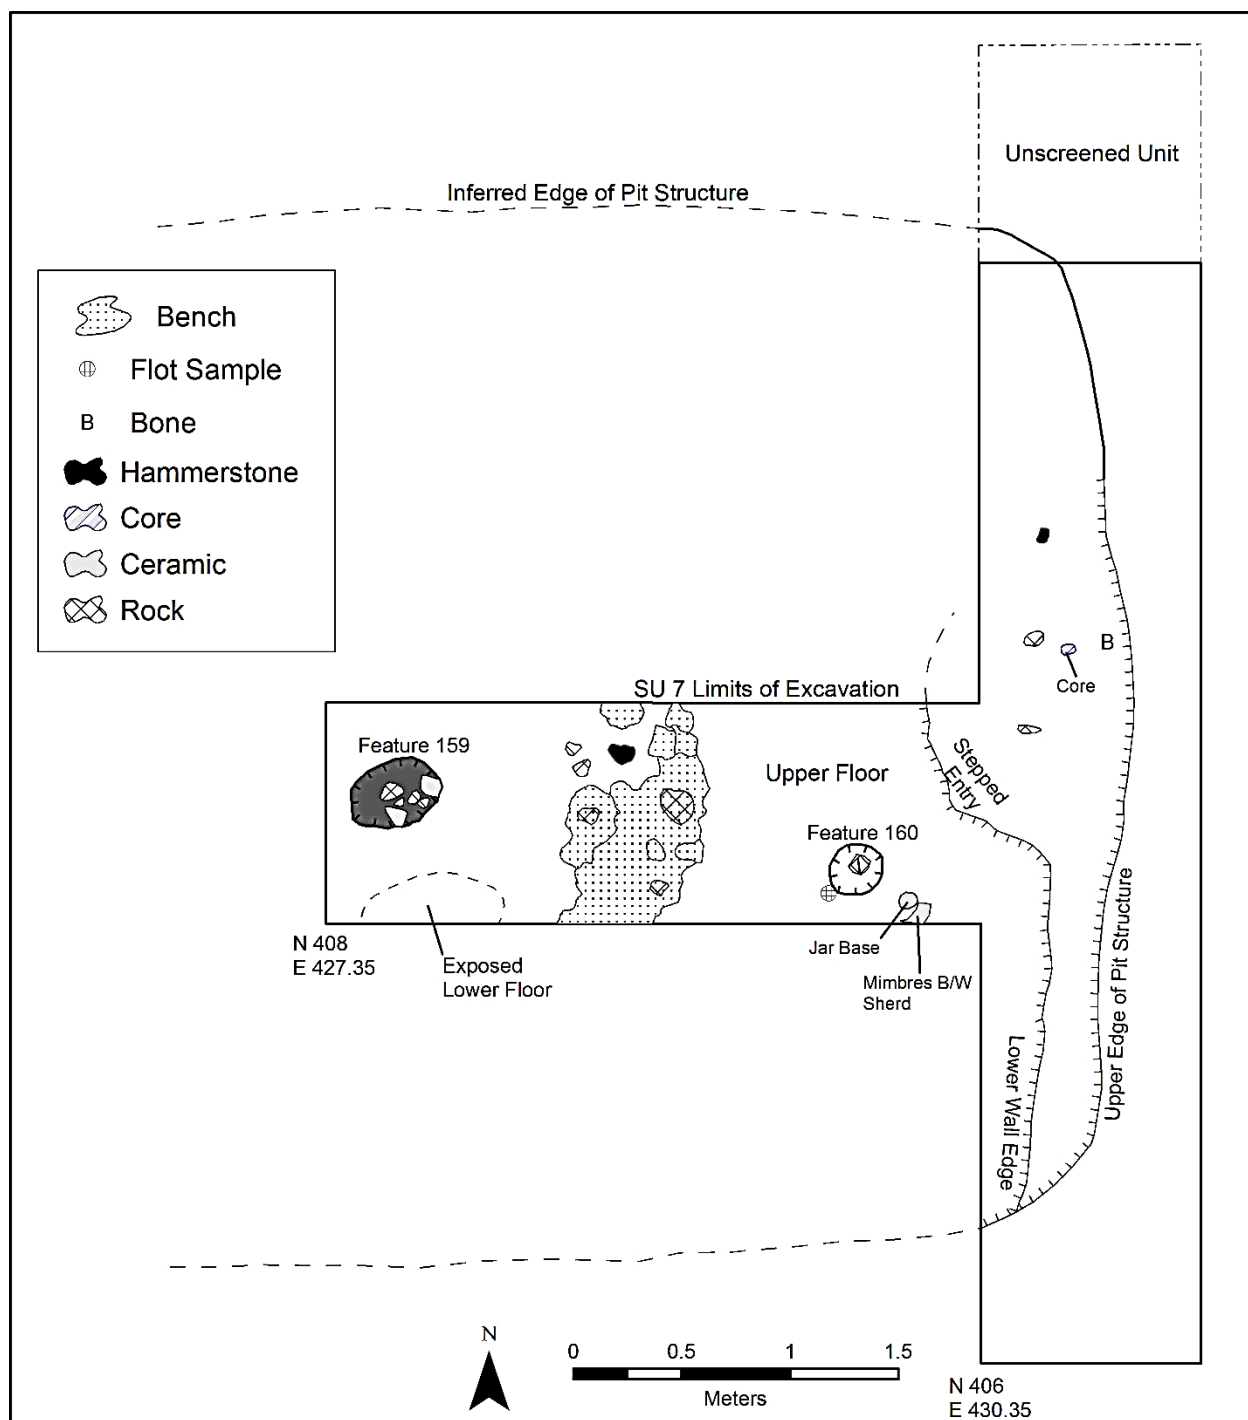 Unscreened Unit
Inferred Edge of Pit Structure
Bench
Flot Sample
B Bone
Hammerstone
Core
Ceramic
Rock
B
Core
SU 7 Limits of Excavation
Feature 159
Upper Floor
Stepped
Entry
Feature 160
Jar Base
Mimbres B/W
Sherd
N 408
E 427.35
Exposed
Lower Floor
Lower Wall Edge
Upper Edge of Pit Structure
N
0 0.5 1 1.5
Meters
N 406
E 430.35